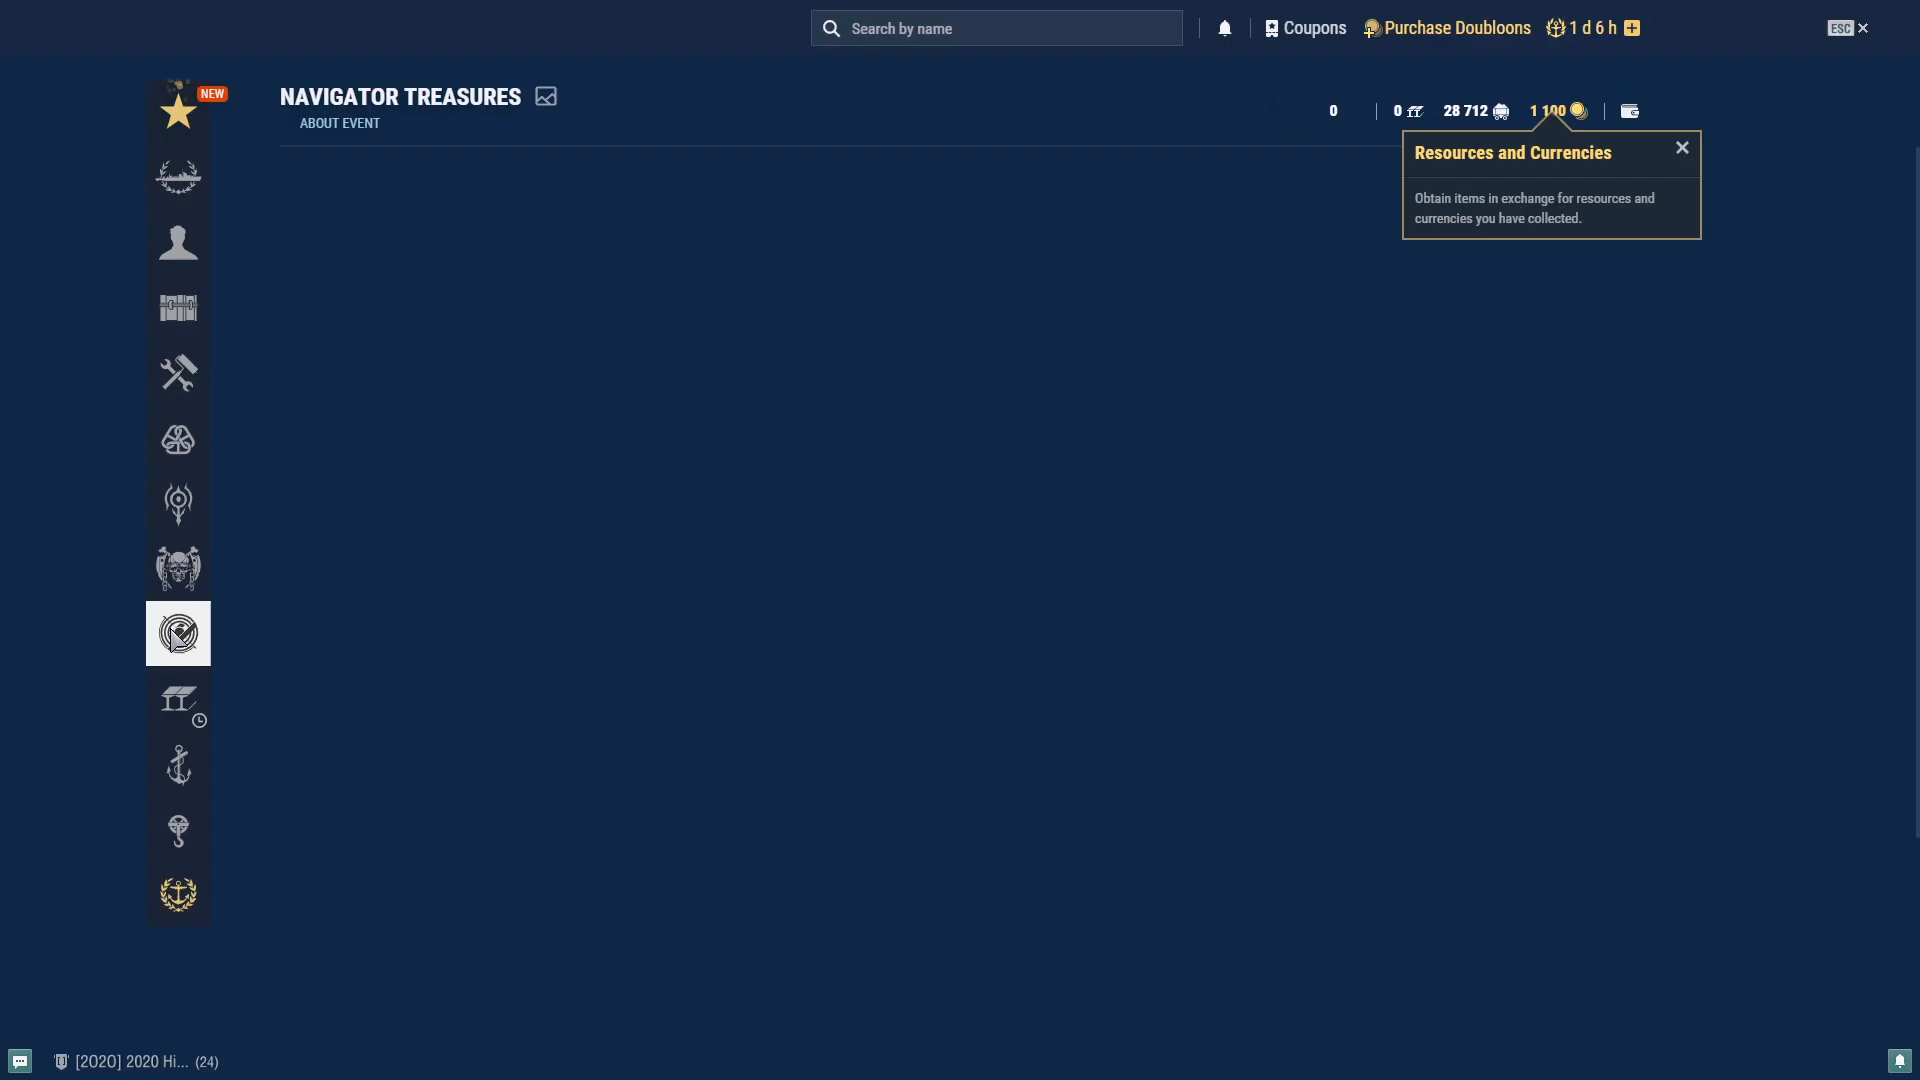 Search by name
Coupons
Purchase Doubloons
1 d 6 h
ESC
NEW
NAVIGATOR TREASURES
ABOUT EVENT
0
0
28 712
1 100
Resources and Currencies
Obtain items in exchange for resources and
currencies you have collected.
[2O2O] 2020 Hi... (24)